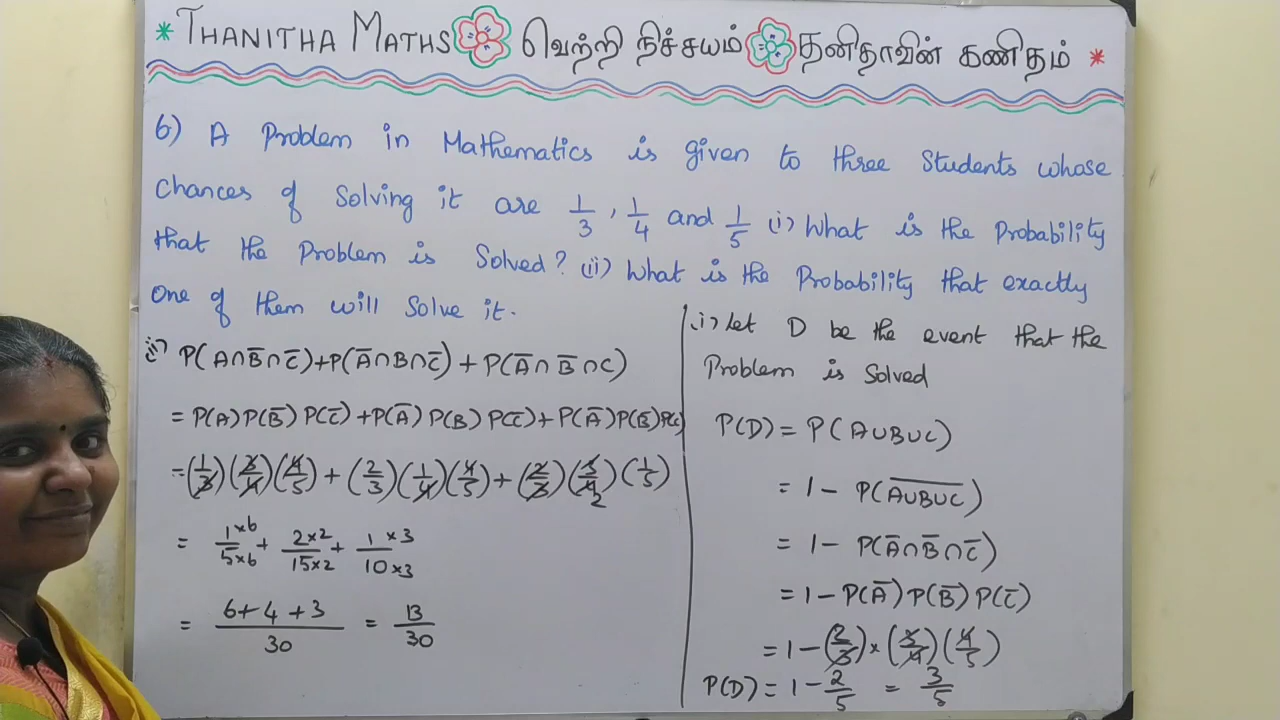 * THANITHA MATHS வெற்றி நிச்சயம் தனிதாவின் கணிதம் *
6) A Problem in Mathematics is given to three Students whose
chances of Solving it are 1/3, 1/4 and 1/5 (i) What is the Probability
that the Problem is Solved? (ii) What is the Probability that exactly
One of them will Solve it.
ii) P(A∩B̅∩C̅)+P(A̅∩B∩C̅) + P(A̅∩B̅∩C)
= P(A) P(B̅) P(C̅) + P(A̅) P(B) P(C̅) + P(A̅) P(B̅) P(C)
= (1/3)(3/4)(4/5) + (2/3)(1/4)(4/5) + (2/3)(3/4 2)(1/5)
= 1×6/5×6 + 2×2/15×2 + 1×3/10×3
= 6+4+3/30 = 13/30
(i) Let D be the event that the
Problem is Solved
P(D) = P(A∪B∪C)
= 1 - P(A̅∪̅B̅∪̅C̅)
= 1 - P(A̅∩B̅∩C̅)
= 1 - P(A̅) P(B̅) P(C̅)
= 1 - (2/3) × (3/4)(4/5)
P(D) = 1 - 2/5 = 3/5